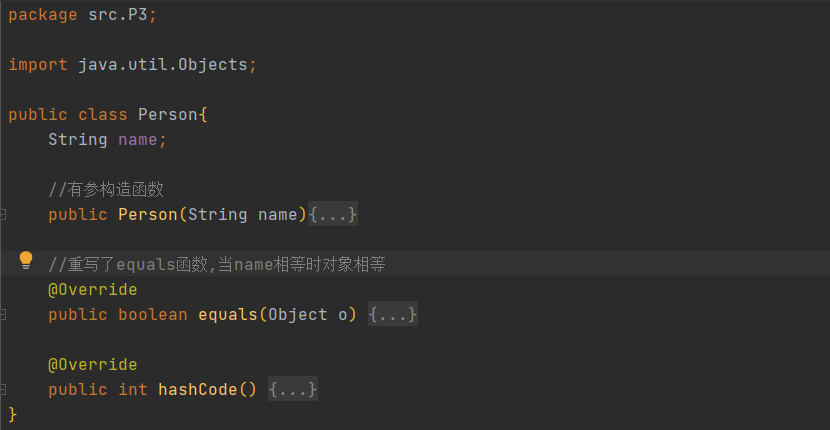 package src.P3;
import java.util.Objects;
public class Person{
String name;
//有参构造函数
public Person(String name){...}
//重写了equals函数,当name相等时对象相等
@Override
public boolean equals(Object o) {...}
@Override
public int hashCode() {...}
}